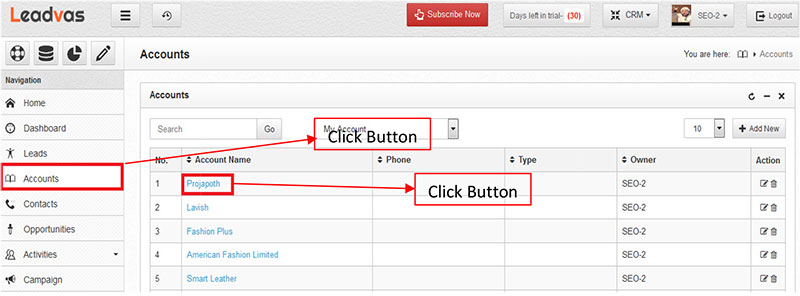 Leadvas
Subscribe Now
Days left in trial- (30)
CRM
SEO-2
Logout
Accounts
You are here: Accounts
Navigation
Home
Dashboard
Leads
Accounts
Contacts
Opportunities
Activities
Campaign
Accounts
Search
Go
My Account
Click Button
10
Add New
No. Account Name Phone Type Owner Action
1 Projapoth SEO-2
Click Button
2 Lavish SEO-2
3 Fashion Plus SEO-2
4 American Fashion Limited SEO-2
5 Smart Leather SEO-2